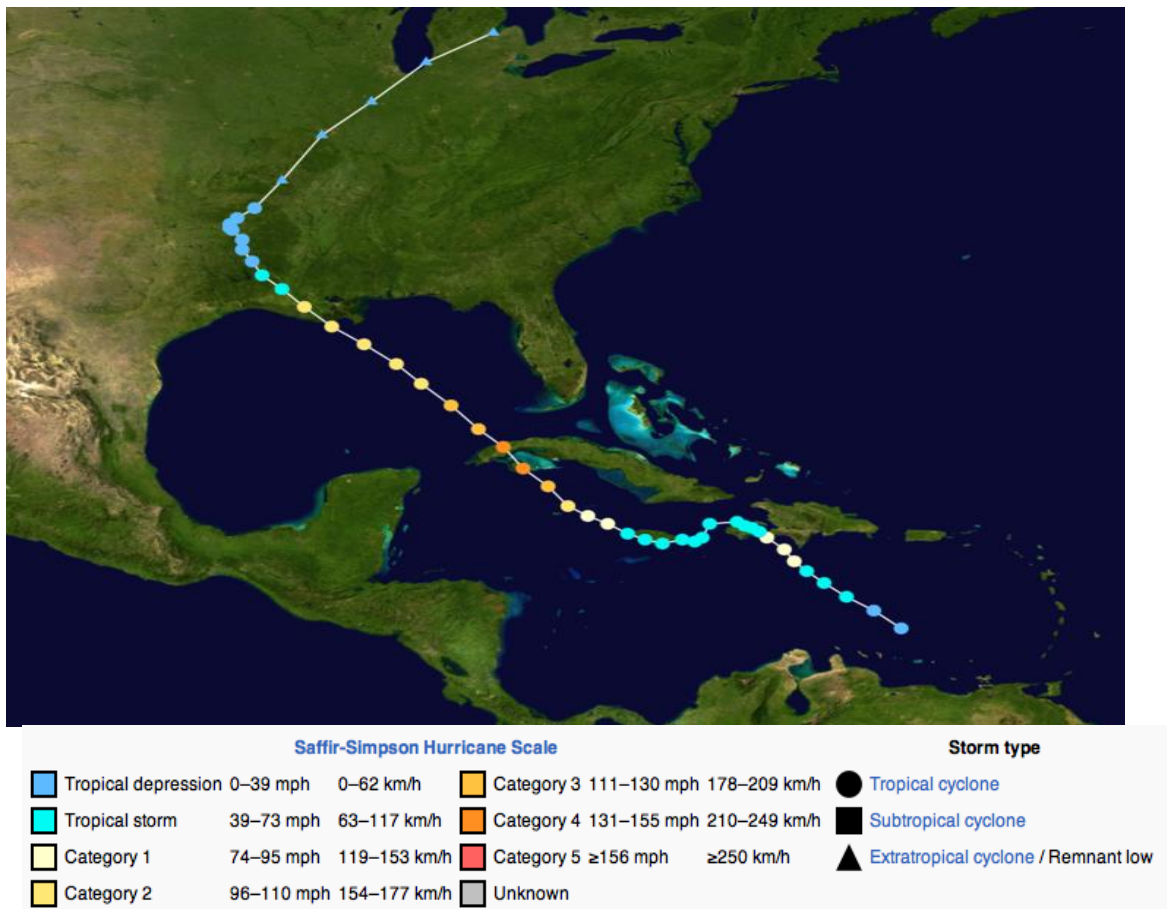 Saffir-Simpson Hurricane Scale
Storm type
Tropical depression 0–39 mph 0–62 km/h Category 3 111–130 mph 178–209 km/h Tropical cyclone
Tropical storm 39–73 mph 63–117 km/h Category 4 131–155 mph 210–249 km/h Subtropical cyclone
Category 1 74–95 mph 119–153 km/h Category 5 ≥156 mph ≥250 km/h Extratropical cyclone / Remnant low
Category 2 96–110 mph 154–177 km/h Unknown